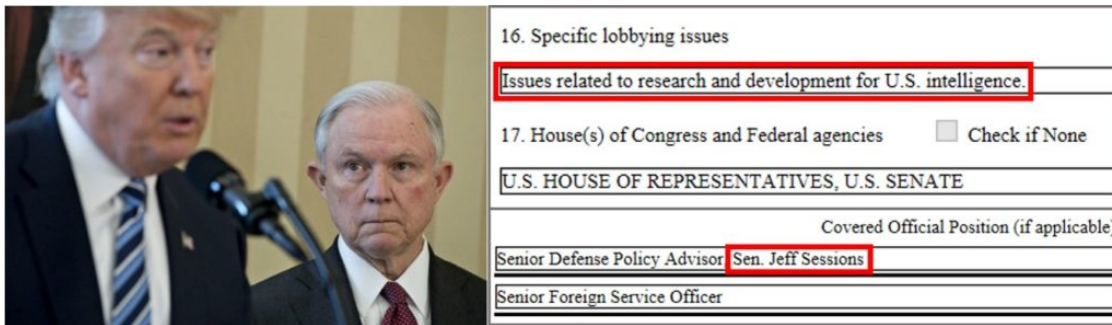 16. Specific lobbying issues
Issues related to research and development for U.S. intelligence.
17. House(s) of Congress and Federal agencies Check if None
U.S. HOUSE OF REPRESENTATIVES, U.S. SENATE
Covered Official Position (if applicable)
Senior Defense Policy Advisor Sen. Jeff Sessions
Senior Foreign Service Officer